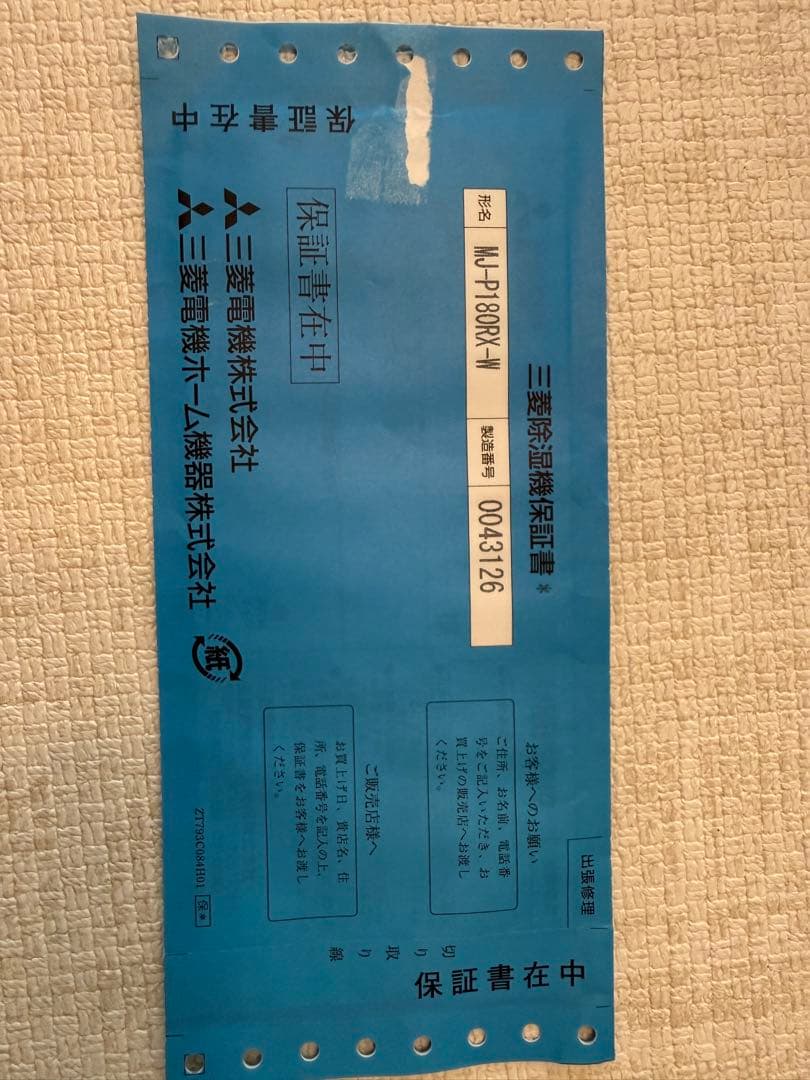 三菱除湿機保証書*
形名 MJ-P180RX-W 製造番号 0043126
保証書在中
三菱電機株式会社
三菱電機ホーム機器株式会社
紙
保証書在中
出張修理
お客様へのお願い
ご住所、お名前、電話番
号をご記入いただき、お
買上げの販売店へお渡し
ください。
ご販売店様へ
お買上げ日、貴店名、住
所、電話番号を記入の上、
保証書をお客様へお渡し
ください。
ZT793C084H01 保*
切り取り線
保証書在中